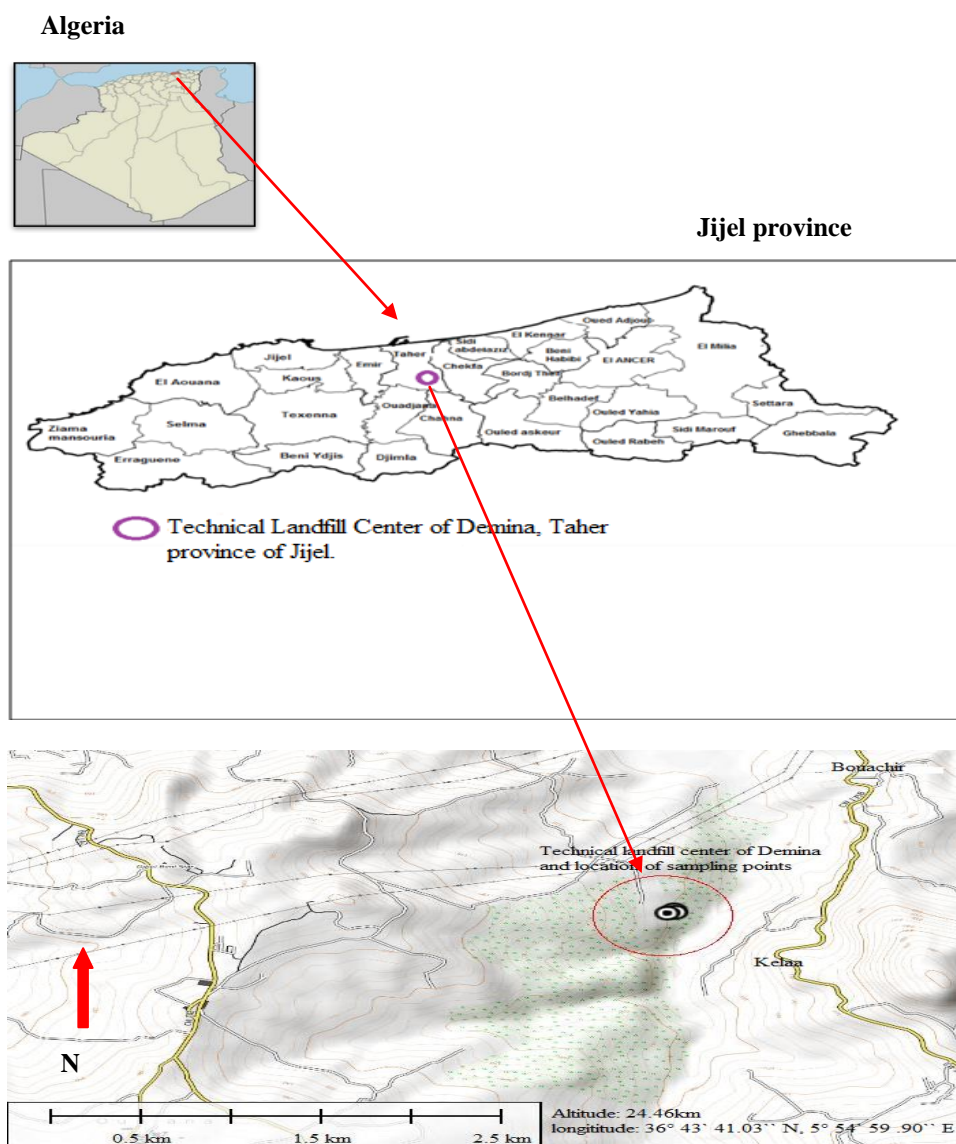 Algeria
Jijel province
Oued Adjoul
El Kennar
Sidi
abdelaziz
El Milia
Jijel
Taher
Beni
Habibi
El ANCER
Emir
Chekfa
El Aouana
Kaous
Bordj Thar
Settara
Texenna
Ouadjana
Belhadef
Ouled Yahia
Selma
Chahna
Ziama
mansouria
Ouled askeur
Sidi Marouf
Ghebbala
Ouled Rabeh
Erraguene
Beni Ydjis
Djimla
Technical Landfill Center of Demina, Taher
province of Jijel.
Bouachir
Technical landfill center of Demina
and location of sampling points
Kelaa
N
0.5 km
1.5 km
2.5 km
Altitude: 24.46km
longititude: 36° 43` 41.03`` N, 5° 54` 59 .90`` E